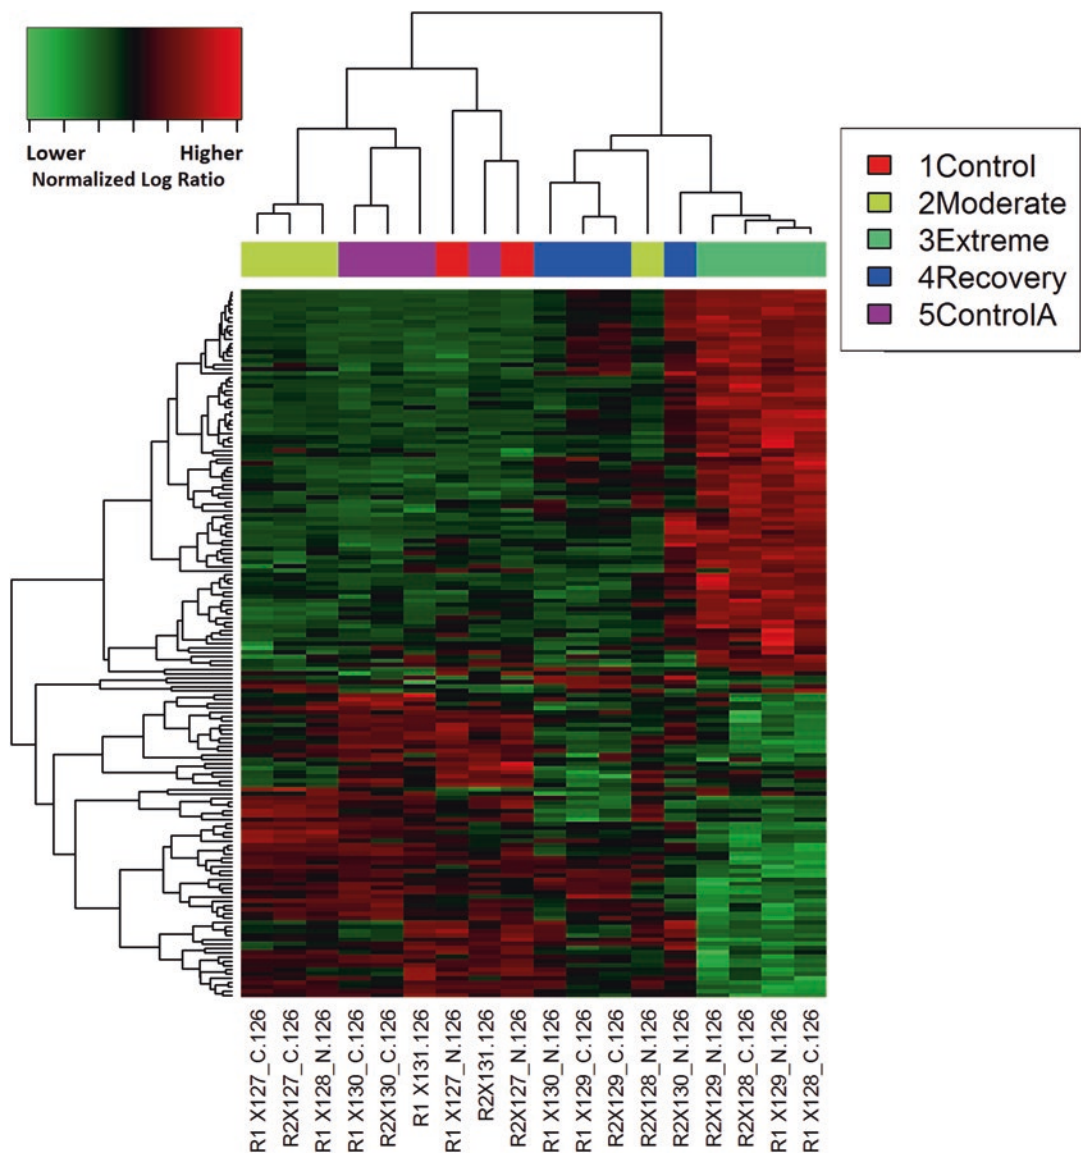 Lower Higher
Normalized Log Ratio
1Control
2Moderate
3Extreme
4Recovery
5ControlA
R1 X127_C.126
R2X127_C.126
R1 X128_N.126
R1 X130_C.126
R2X130_C.126
R1 X131.126
R1 X127_N.126
R2X131.126
R2X127_N.126
R1 X130_N.126
R1 X129_C.126
R2X129_C.126
R2X128_N.126
R2X130_N.126
R2X129_N.126
R2X128_C.126
R1 X129_N.126
R1 X128_C.126